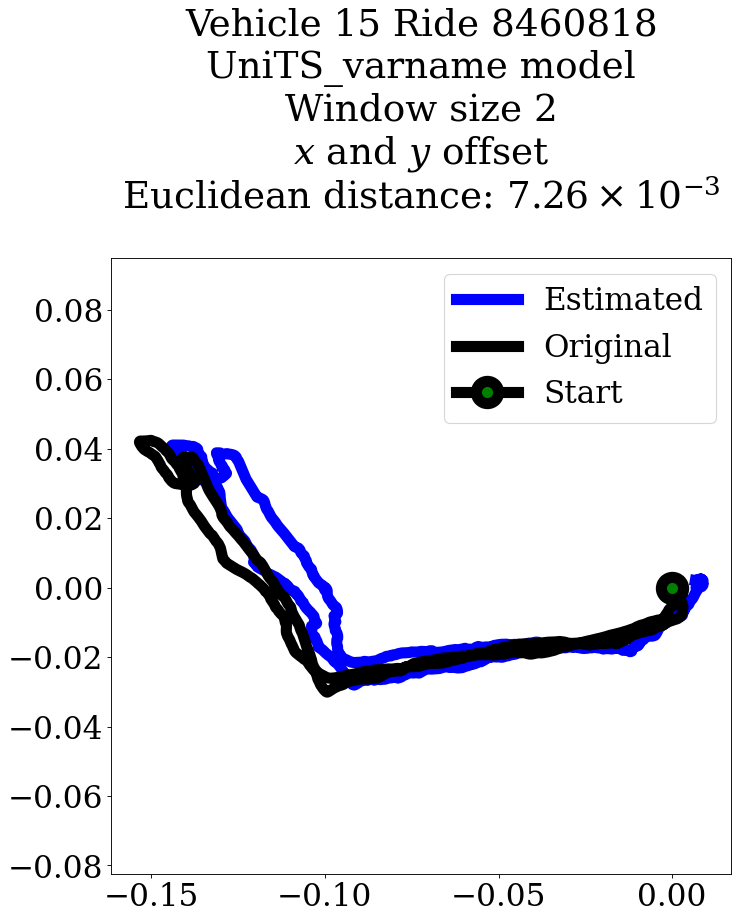 Vehicle 15 Ride 8460818
UniTS_varname model
Window size 2
x and y offset
Euclidean distance: 7.26 × 10⁻³
Estimated
Original
Start
0.08
0.06
0.04
0.02
0.00
−0.02
−0.04
−0.06
−0.08
−0.15
−0.10
−0.05
0.00